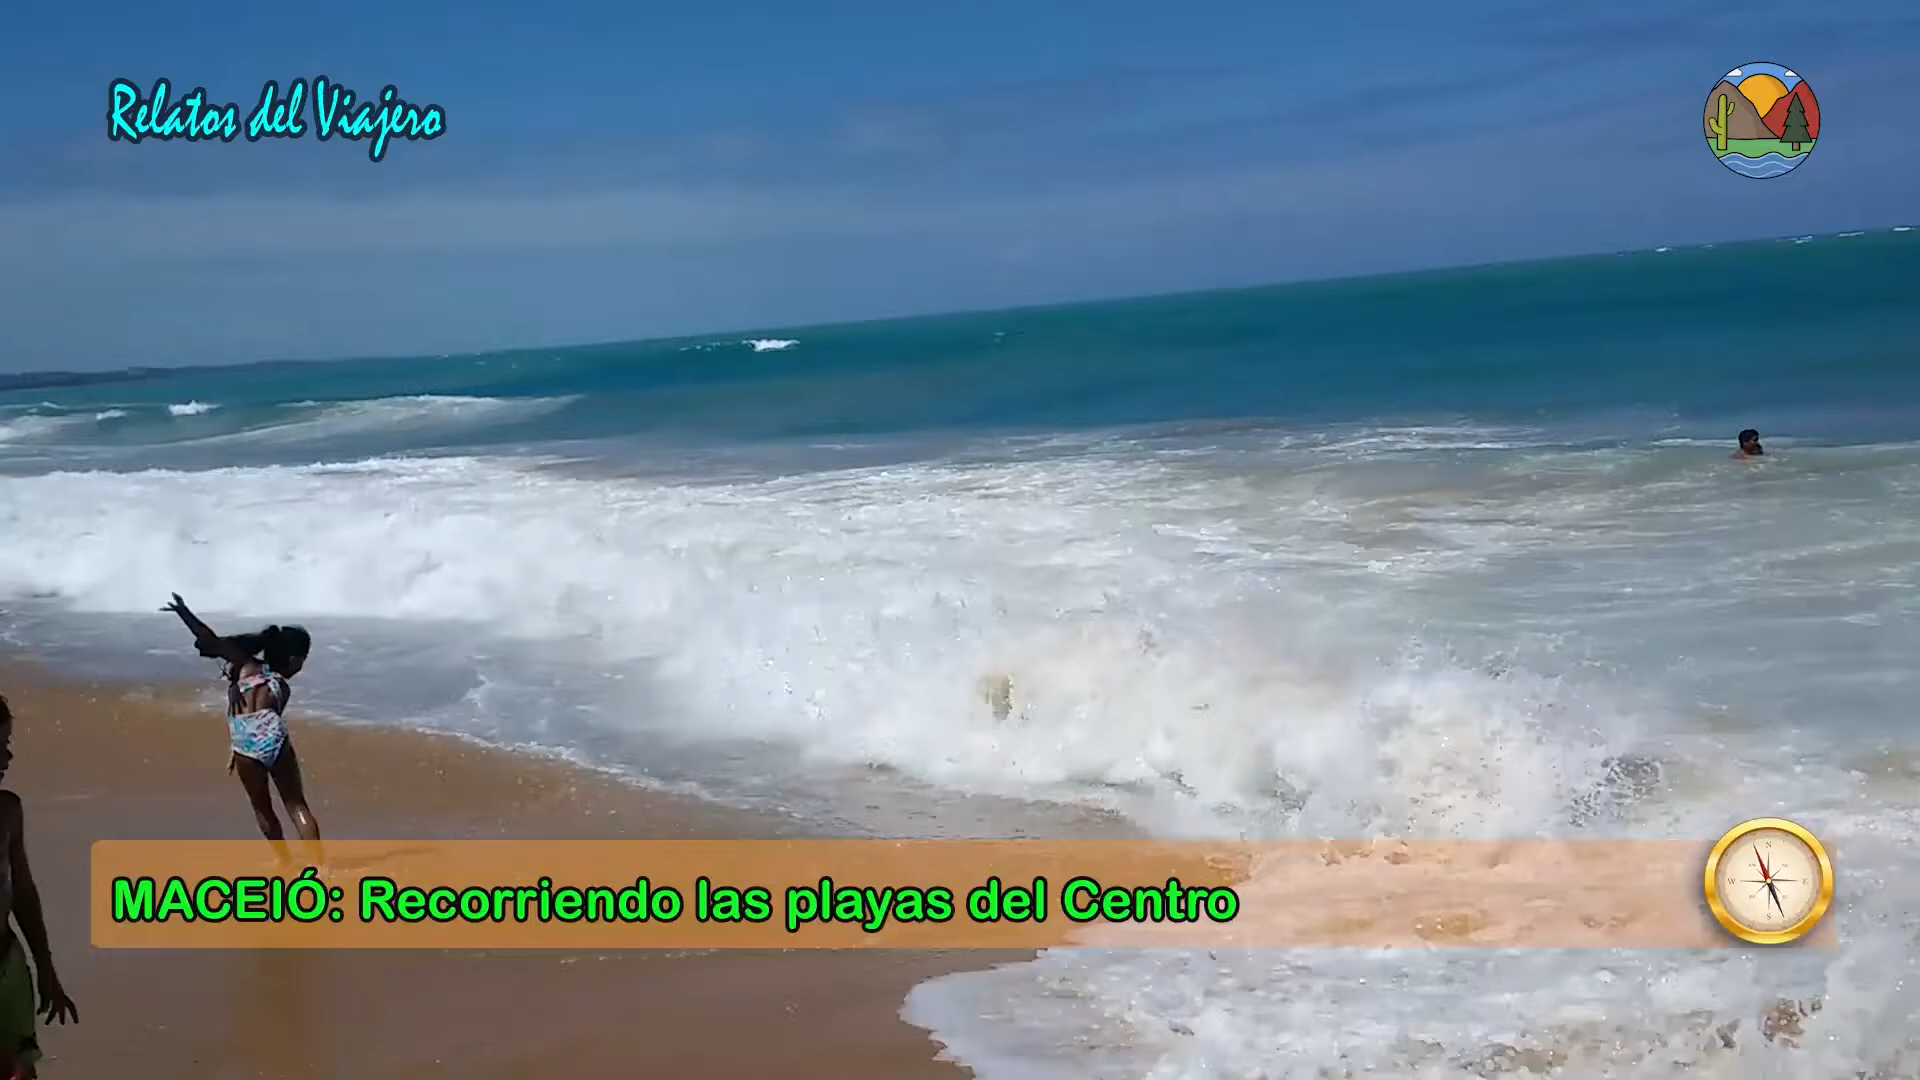 Relatos del Viajero
MACEIÓ: Recorriendo las playas del Centro
N
W E
S